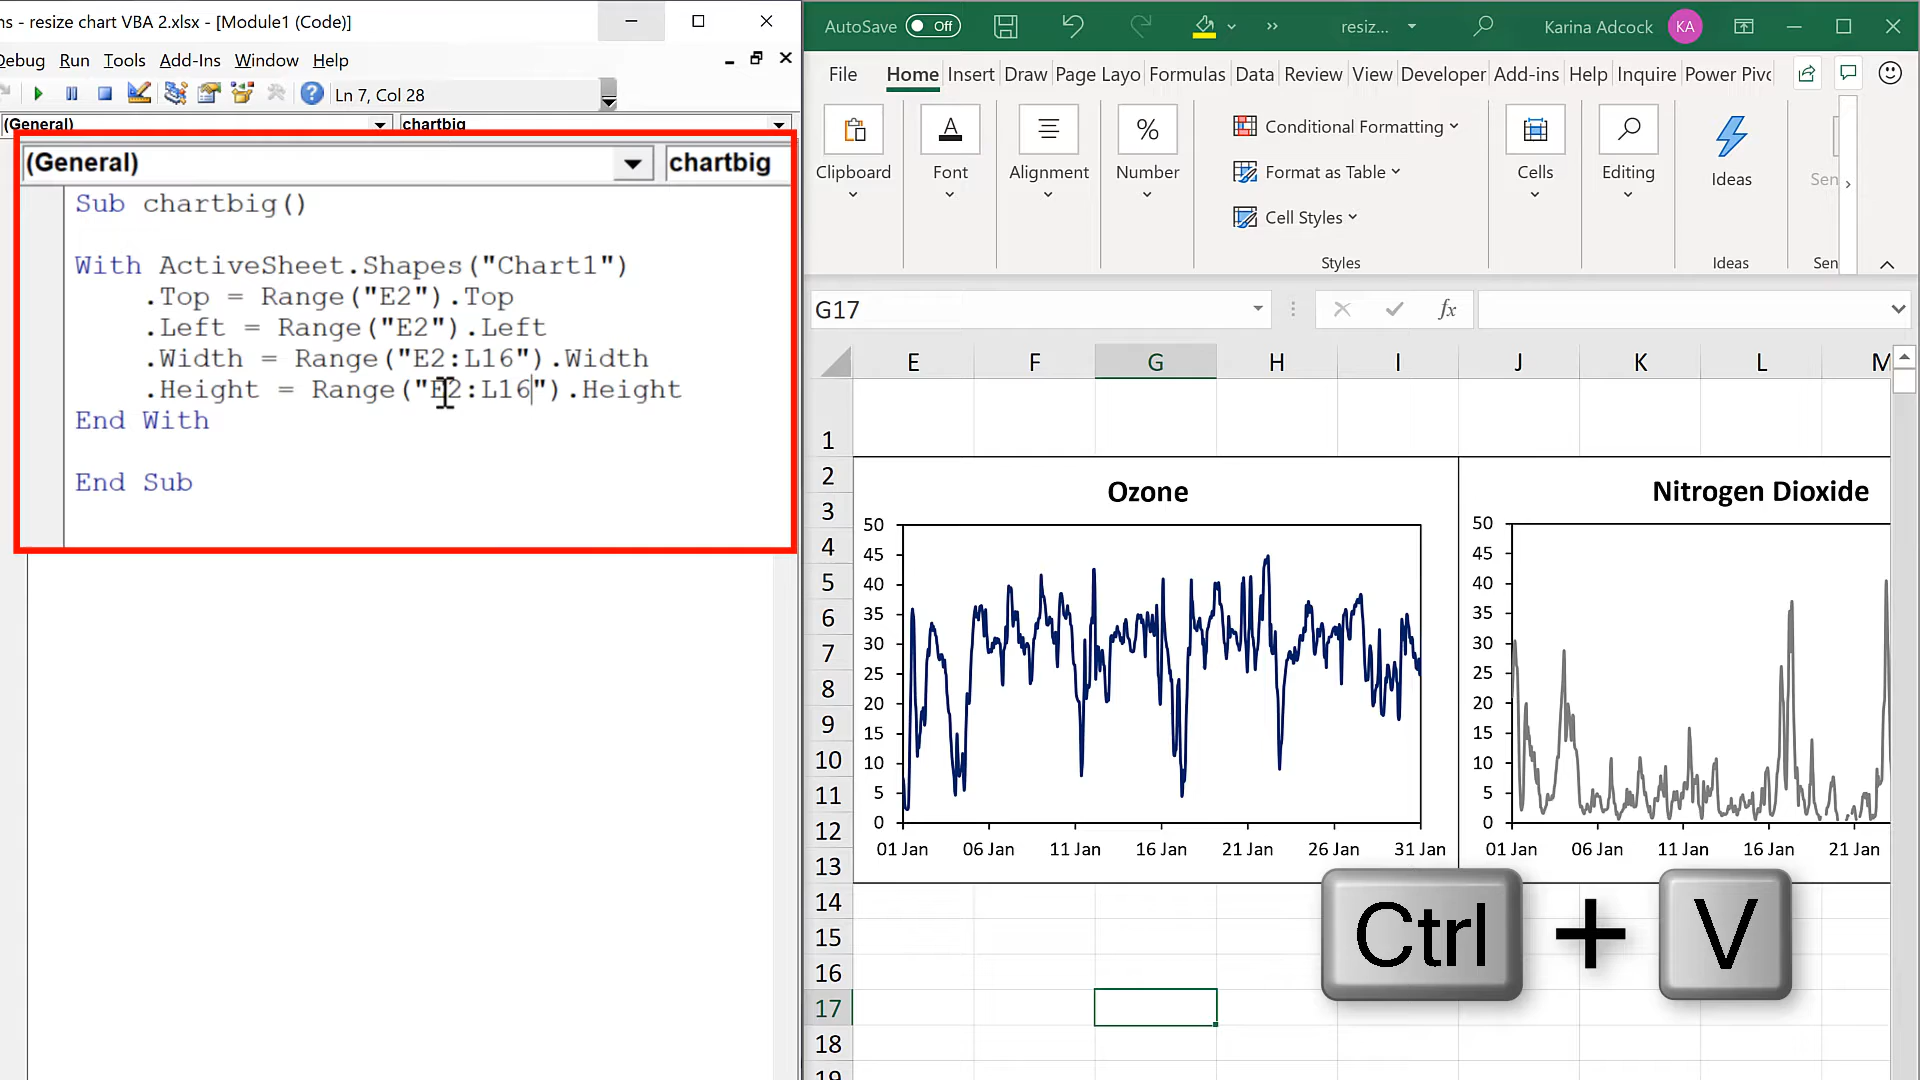 ns - resize chart VBA 2.xlsx - [Module1 (Code)]
Debug Run Tools Add-Ins Window Help
Ln 7, Col 28
(General) chartbig
(General) chartbig
Sub chartbig()
With ActiveSheet.Shapes("Chart1")
.Top = Range("E2").Top
.Left = Range("E2").Left
.Width = Range("E2:L16").Width
.Height = Range("E2:L16").Height
End With
End Sub
AutoSave Off resiz... Karina Adcock KA
File Home Insert Draw Page Layo Formulas Data Review View Developer Add-ins Help Inquire Power Pivo
Clipboard Font Alignment Number
Conditional Formatting
Format as Table
Cell Styles
Styles
Cells Editing Ideas Sen
Ideas Sen
G17 fx
E F G H I J K L M
1
2
3
4
5
6
7
8
9
10
11
12
13
14
15
16
17
18
19
Ozone
50
45
40
35
30
25
20
15
10
5
0
01 Jan 06 Jan 11 Jan 16 Jan 21 Jan 26 Jan 31 Jan
Nitrogen Dioxide
50
45
40
35
30
25
20
15
10
5
0
01 Jan 06 Jan 11 Jan 16 Jan 21 Jan
Ctrl + V